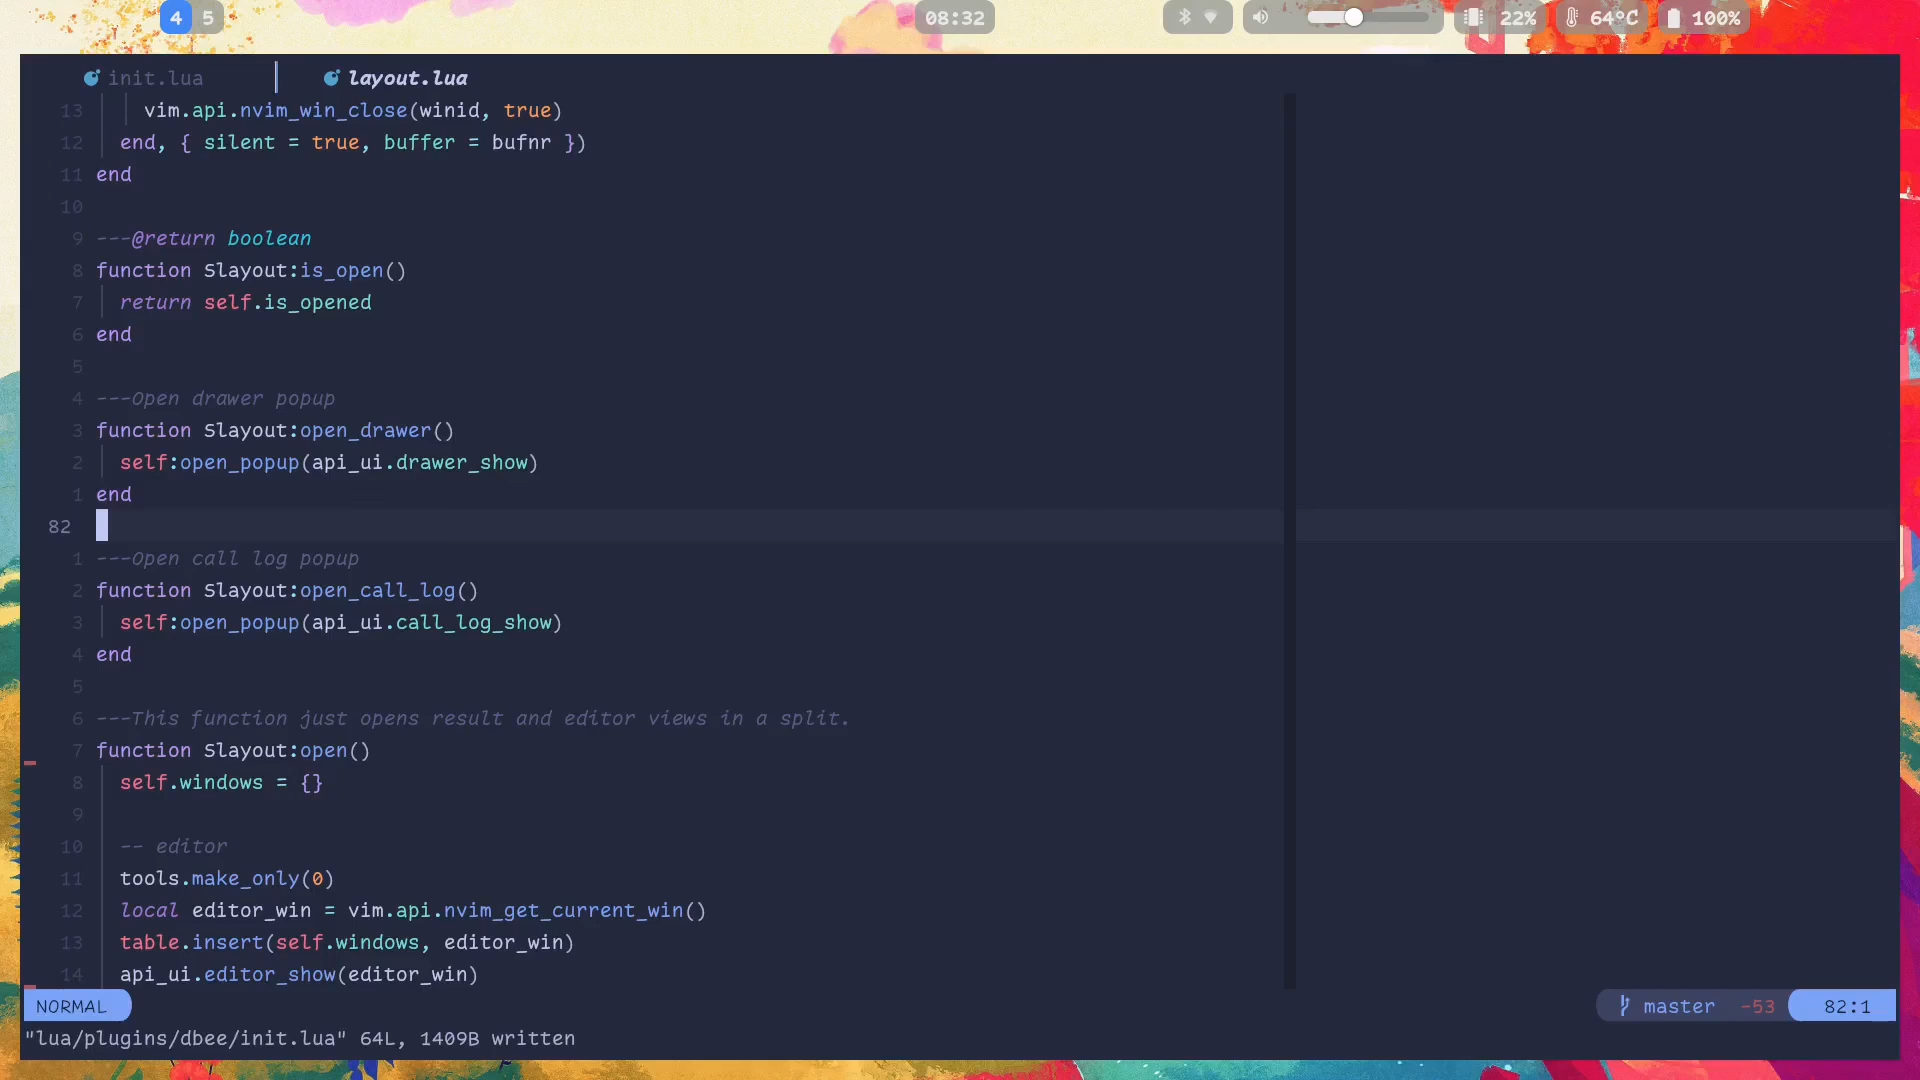 4 5 08:32 22% 64°C 100%
init.lua layout.lua
13 vim.api.nvim_win_close(winid, true)
12 end, { silent = true, buffer = bufnr })
11 end
10
9 ---@return boolean
8 function Slayout:is_open()
7 return self.is_opened
6 end
5
4 ---Open drawer popup
3 function Slayout:open_drawer()
2 self:open_popup(api_ui.drawer_show)
1 end
82
1 ---Open call log popup
2 function Slayout:open_call_log()
3 self:open_popup(api_ui.call_log_show)
4 end
5
6 ---This function just opens result and editor views in a split.
7 function Slayout:open()
8 self.windows = {}
9
10 -- editor
11 tools.make_only(0)
12 local editor_win = vim.api.nvim_get_current_win()
13 table.insert(self.windows, editor_win)
14 api_ui.editor_show(editor_win)
NORMAL master -53 82:1
"lua/plugins/dbee/init.lua" 64L, 1409B written